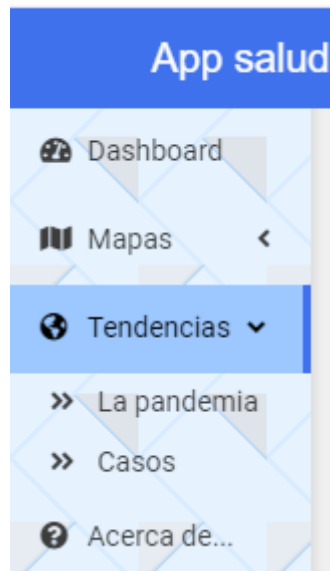 App salud
Dashboard
Mapas
Tendencias
La pandemia
Casos
Acerca de...